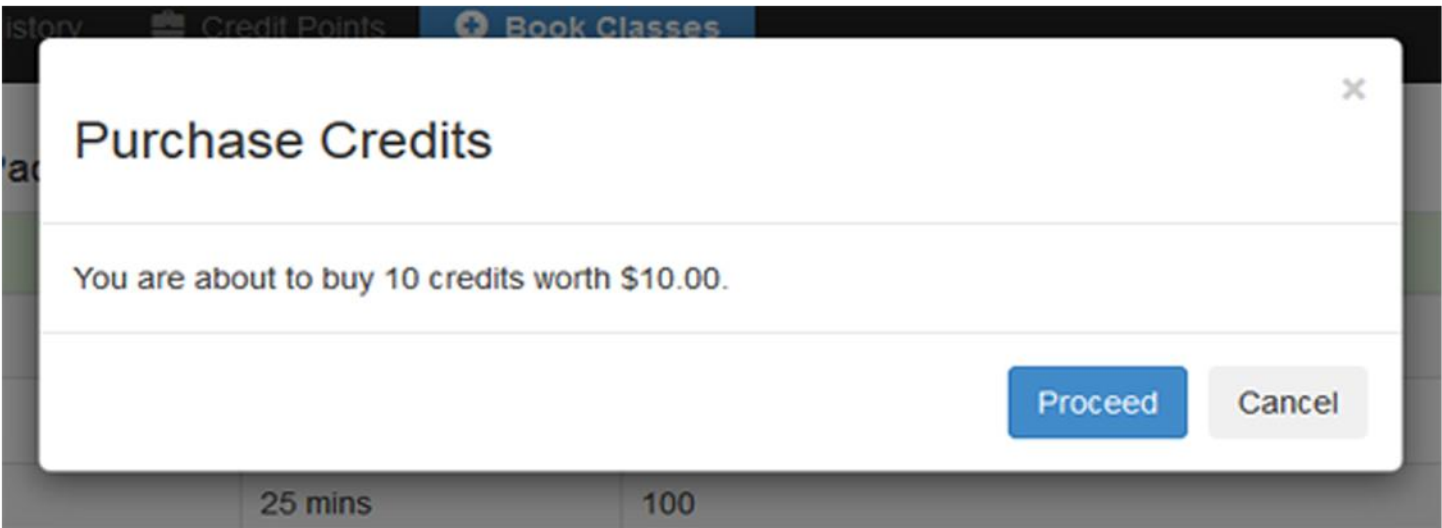 istory Credit Points Book Classes
×
Purchase Credits
You are about to buy 10 credits worth $10.00.
Proceed Cancel
25 mins 100